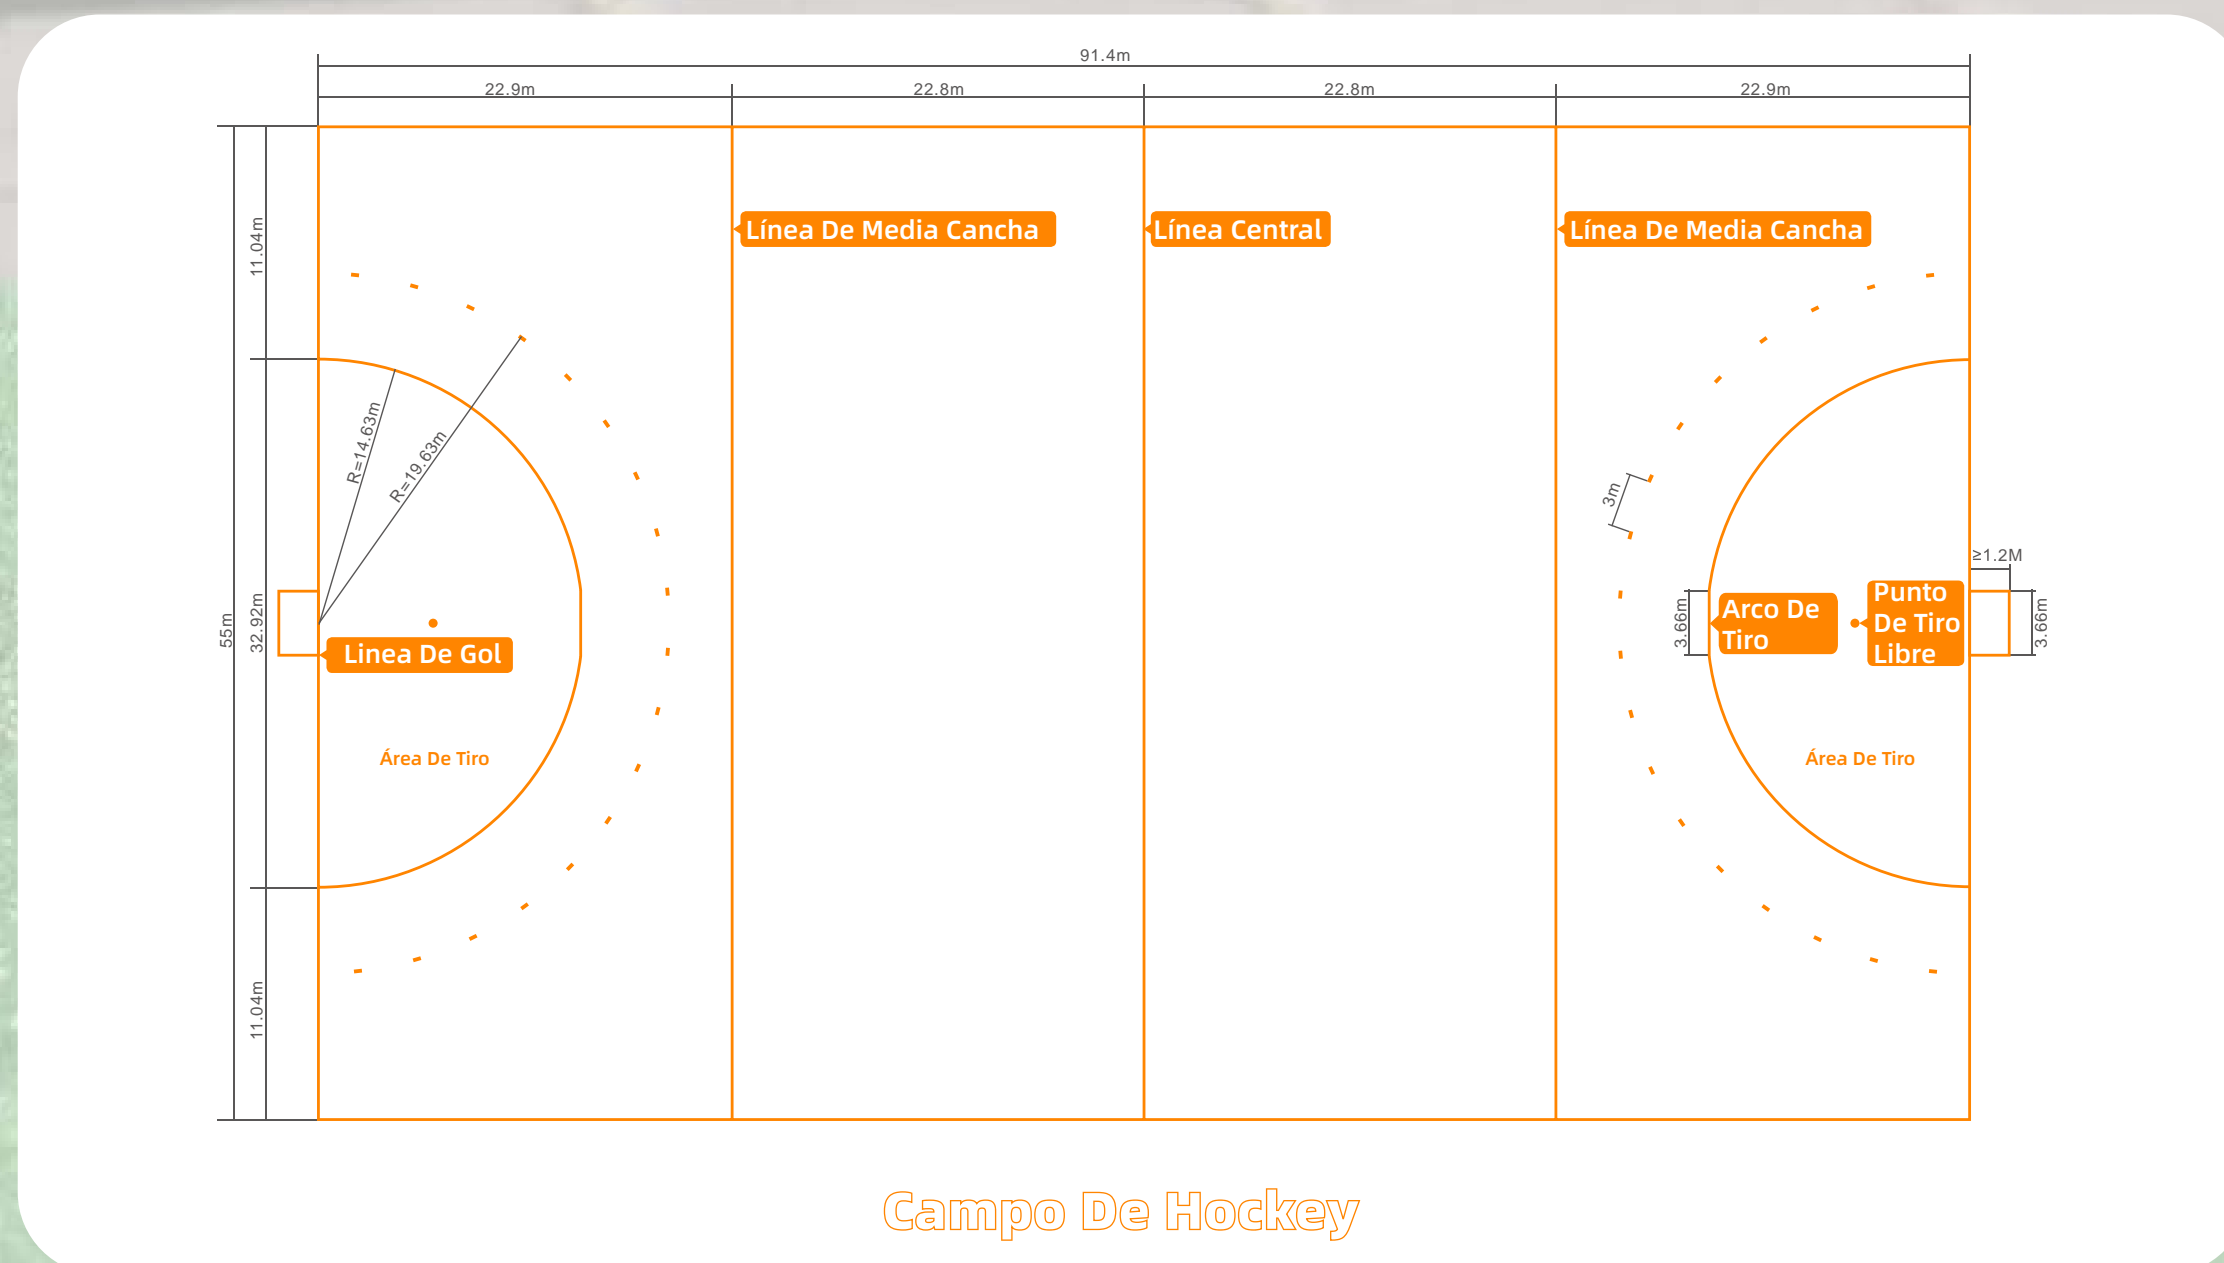 91.4m
22.9m
22.8m
22.8m
22.9m
11.04m
Línea De Media Cancha
Línea Central
Línea De Media Cancha
R=14.63m
R=19.63m
3m
≥1.2M
55m
32.92m
Linea De Gol
3.66m
Arco De
Tiro
Punto
De Tiro
Libre
3.66m
Área De Tiro
Área De Tiro
11.04m
Campo De Hockey